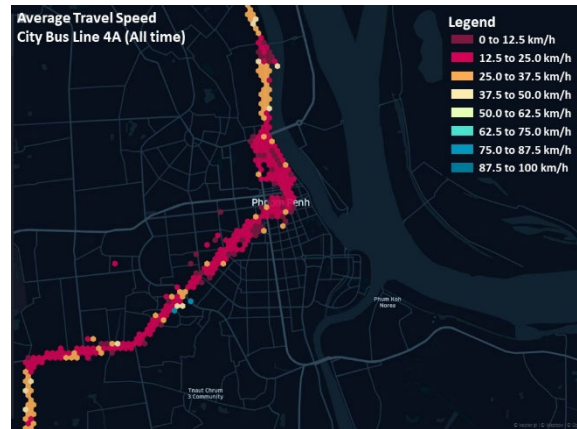 Average Travel Speed
City Bus Line 4A (All time)
Legend
0 to 12.5 km/h
12.5 to 25.0 km/h
25.0 to 37.5 km/h
37.5 to 50.0 km/h
50.0 to 62.5 km/h
62.5 to 75.0 km/h
75.0 to 87.5 km/h
87.5 to 100 km/h
Phnom Penh
Phum Koh
Norea
Tnaut Chrum
3 Community